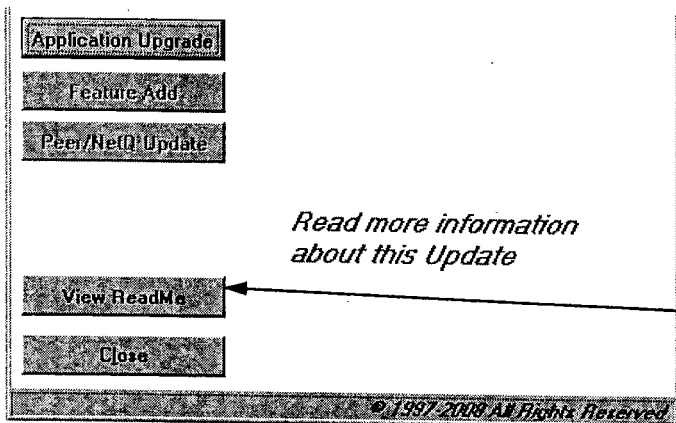 Application Upgrade
Feature Add
Peer/NetQ Update
Read more information
about this Update
View ReadMe
Close
© 1997-2008 All Rights Reserved